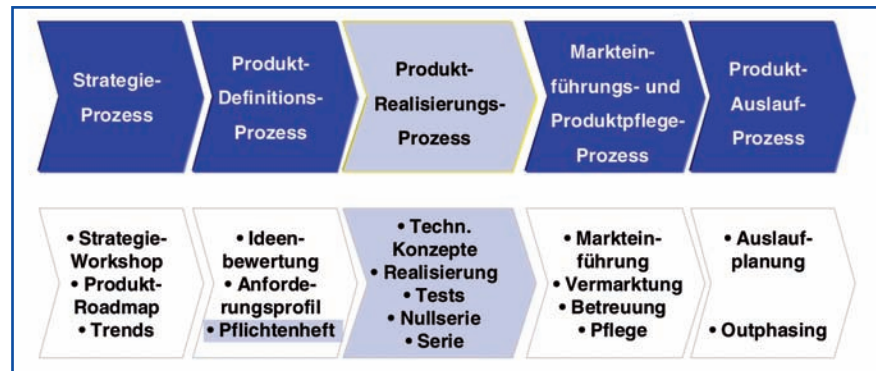 Strategie-
Prozess
Produkt-
Definitions-
Prozess
Produkt-
Realisierungs-
Prozess
Marktein-
führungs- und
Produktpflege-
Prozess
Produkt-
Auslauf-
Prozess
• Strategie-
Workshop
• Produkt-
Roadmap
• Trends
• Ideen-
bewertung
• Anforde-
rungsprofil
• Pflichtenheft
• Techn.
Konzepte
• Realisierung
• Tests
• Nullserie
• Serie
• Marktein-
führung
• Vermarktung
• Betreuung
• Pflege
• Auslauf-
planung
• Outphasing